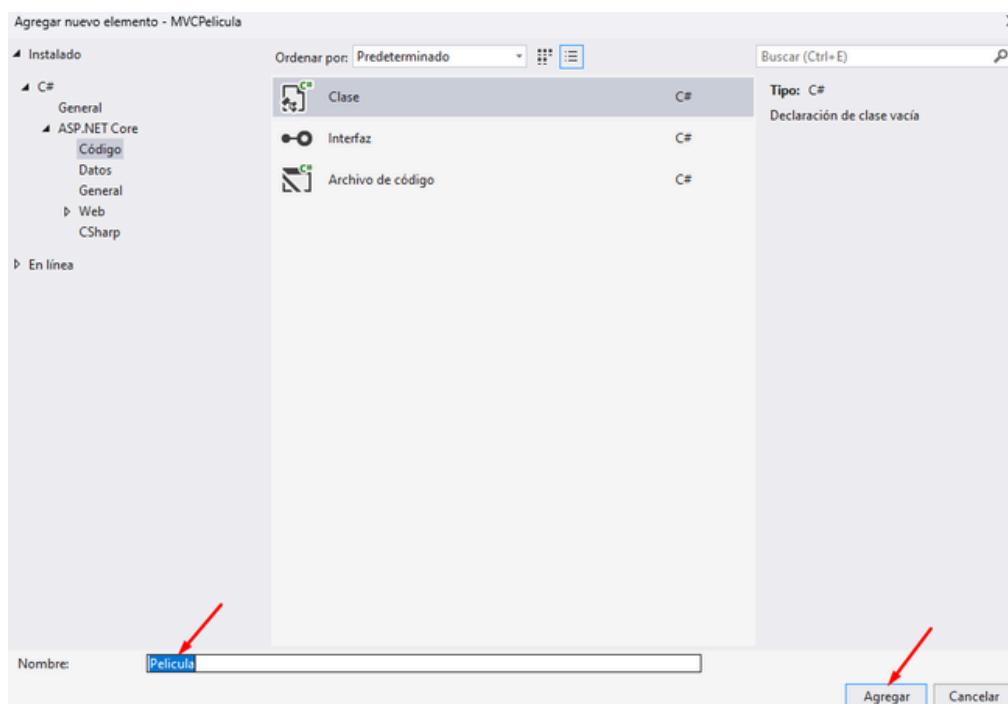 Agregar nuevo elemento - MVCPelicula
Instalado
C#
General
ASP.NET Core
Código
Datos
General
Web
CSharp
En línea
Ordenar por: Predeterminado
Clase C#
Interfaz C#
Archivo de código C#
Buscar (Ctrl+E)
Tipo: C#
Declaración de clase vacía
Nombre: Pelicula
Agregar Cancelar